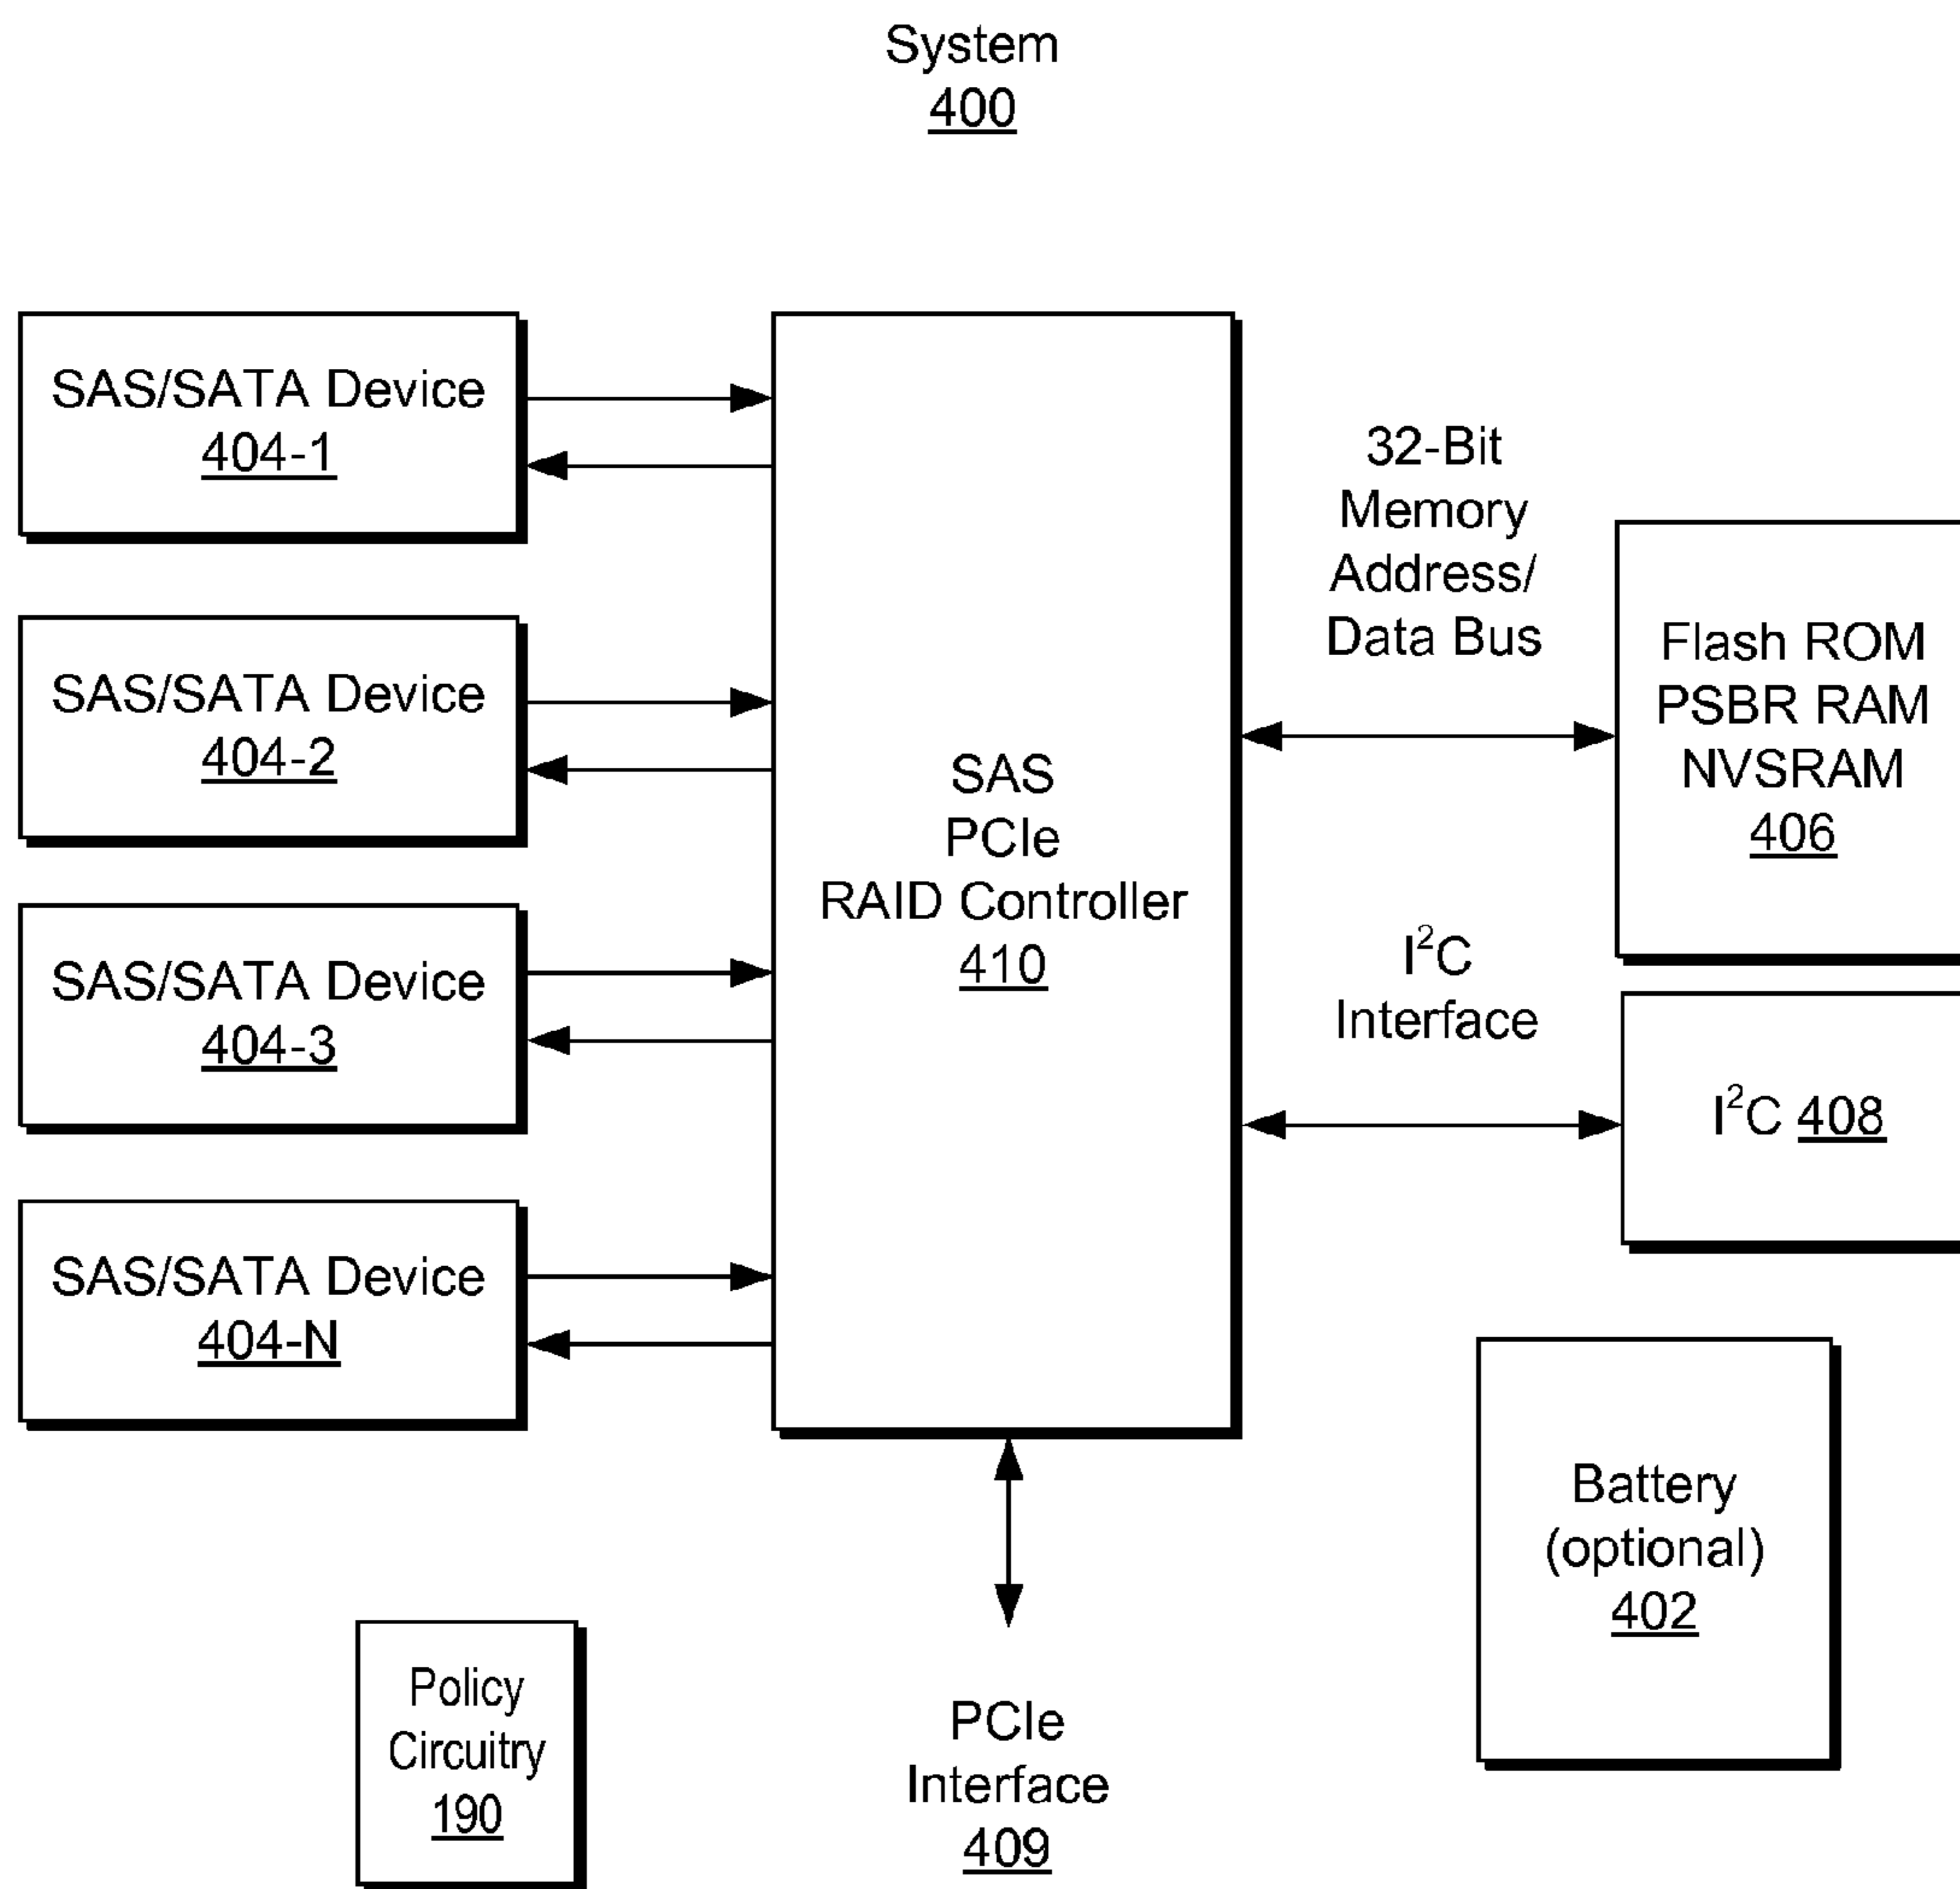 System
400
SAS/SATA Device
404-1
SAS/SATA Device
404-2
SAS/SATA Device
404-3
SAS/SATA Device
404-N
SAS
PCIe
RAID Controller
410
32-Bit
Memory
Address/
Data Bus
Flash ROM
PSBR RAM
NVSRAM
406
I²C
Interface
I²C 408
Battery
(optional)
402
Policy
Circuitry
190
PCIe
Interface
409